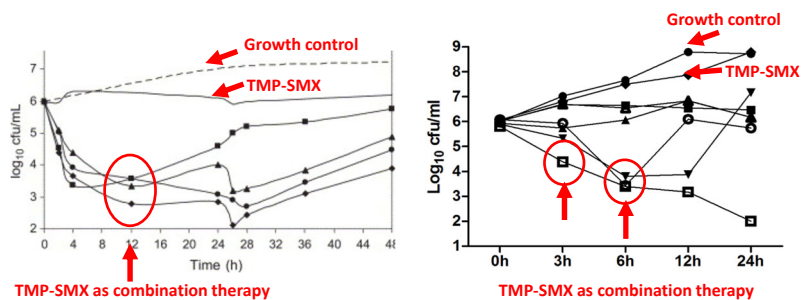 Growth control
TMP-SMX
log10 cfu/mL
7
6
5
4
3
2
0 4 8 12 16 20 24 28 32 36 40 44 48
Time (h)
TMP-SMX as combination therapy
Growth control
TMP-SMX
Log10 cfu/ml
9
8
7
6
5
4
3
2
1
0h 3h 6h 12h 24h
TMP-SMX as combination therapy